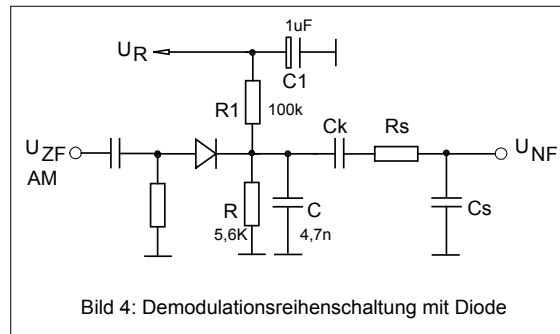 1uF
U_R
C1
R1
100k
Ck
Rs
U_ZF
U_NF
AM
R
C
Cs
5,6K
4,7n
Bild 4: Demodulationsreihenschaltung mit Diode